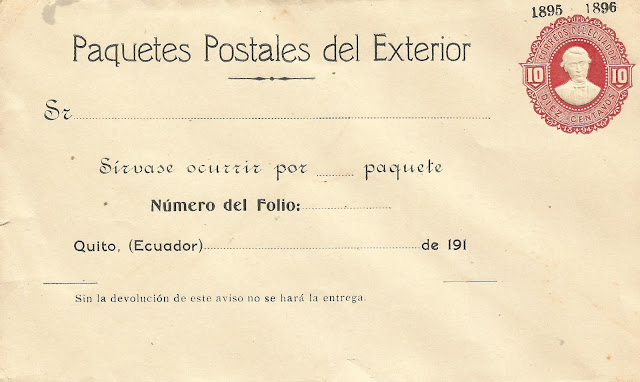 1895 1896
Paquetes Postales del Exterior
CORREOS DEL ECUADOR
10 10
DIEZ CENTAVOS
1894
Sr
Sírvase ocurrir por paquete
Número del Folio:
Quito, (Ecuador) de 191
Sin la devolución de este aviso no se hará la entrega.